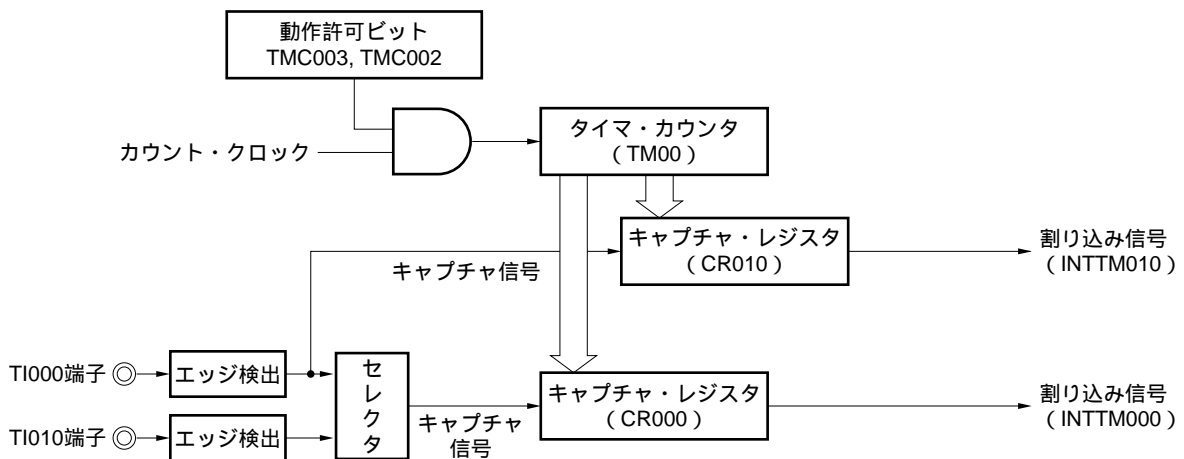 動作許可ビット
TMC003, TMC002
カウント・クロック
タイマ・カウンタ
(TM00)
キャプチャ・レジスタ
(CR010)
割り込み信号
(INTTM010)
キャプチャ信号
TI000端子
エッジ検出
セレクタ
キャプチャ・レジスタ
(CR000)
割り込み信号
(INTTM000)
キャプチャ
信号
TI010端子
エッジ検出